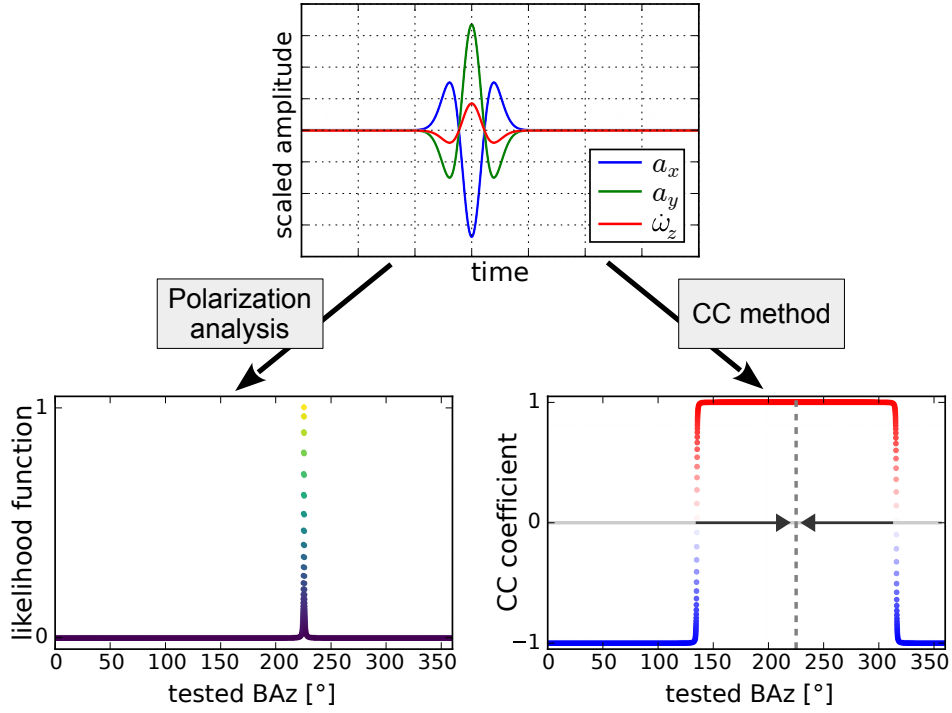 scaled amplitude
a_x
a_y
ω̇_z
time
Polarization
analysis
CC method
likelihood function
1
0
0 50 100 150 200 250 300 350
tested BAz [°]
CC coefficient
1
0
−1
0 50 100 150 200 250 300 350
tested BAz [°]